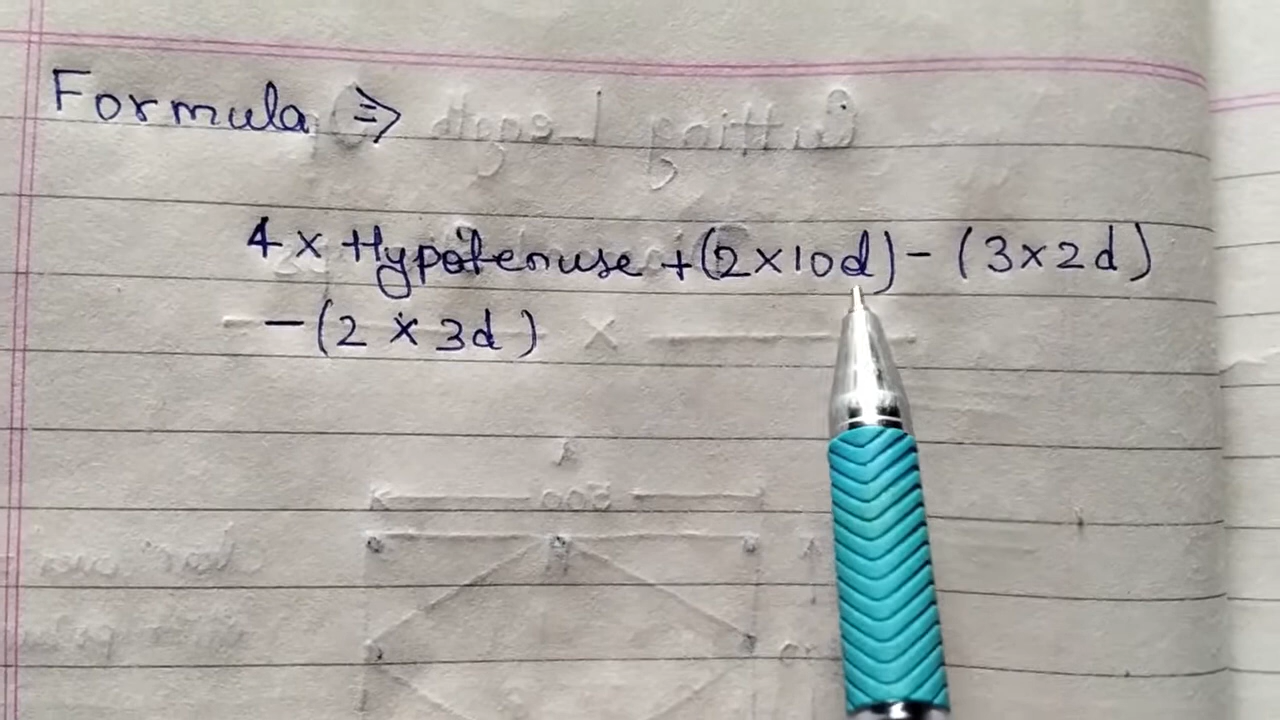 Formula ⇒
4 x Hypotenuse + (2 x 10d) - (3 x 2d)
- (2 x 3d)